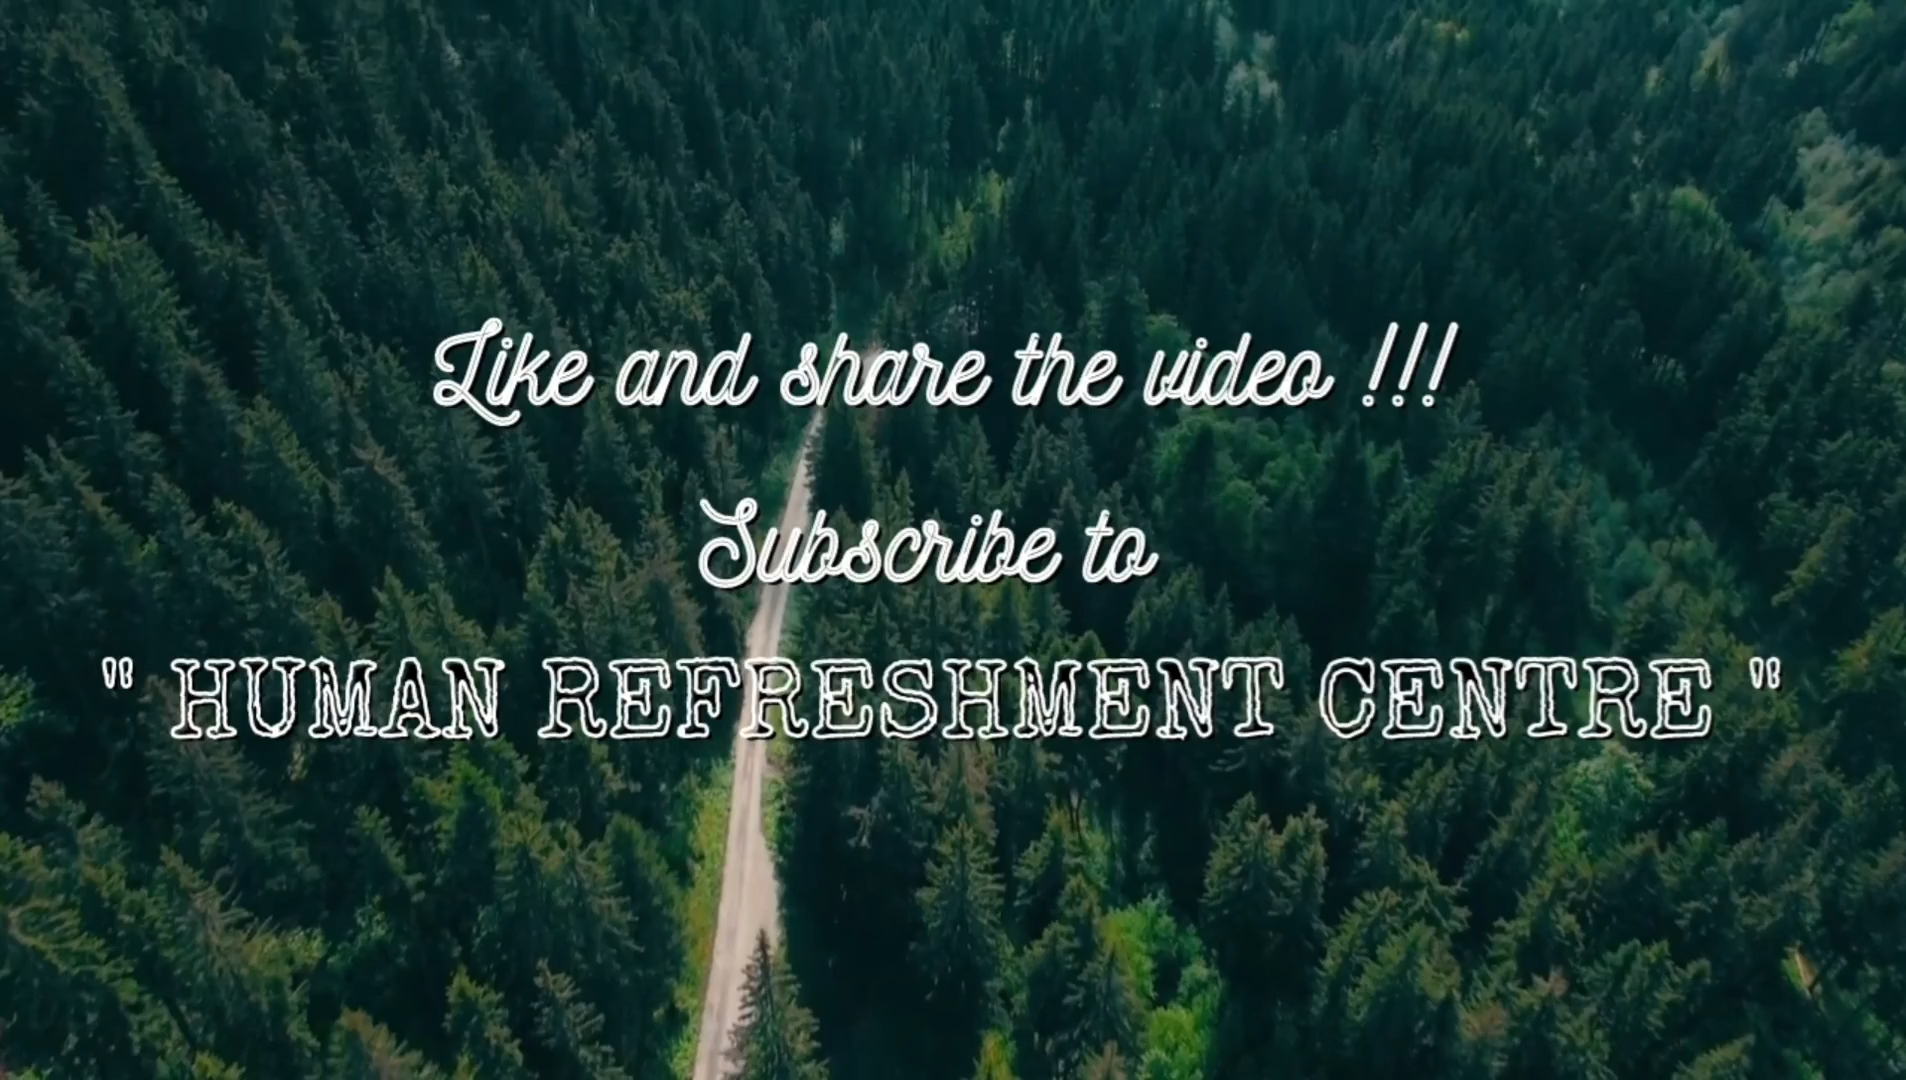 Like and share the video !!!
Subscribe to
" HUMAN REFRESHMENT CENTRE "